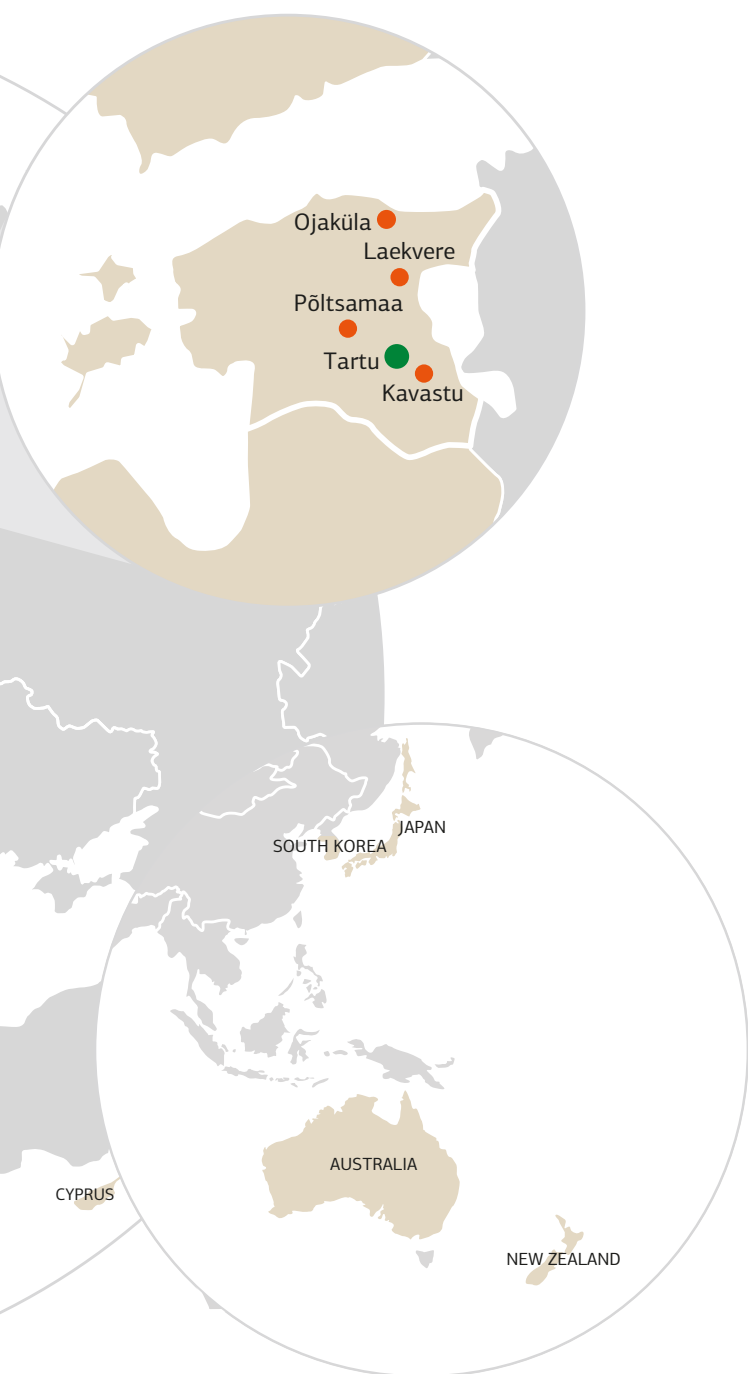 Ojaküla
Laekvere
Põltsamaa
Tartu
Kavastu
JAPAN
SOUTH KOREA
AUSTRALIA
CYPRUS
NEW ZEALAND